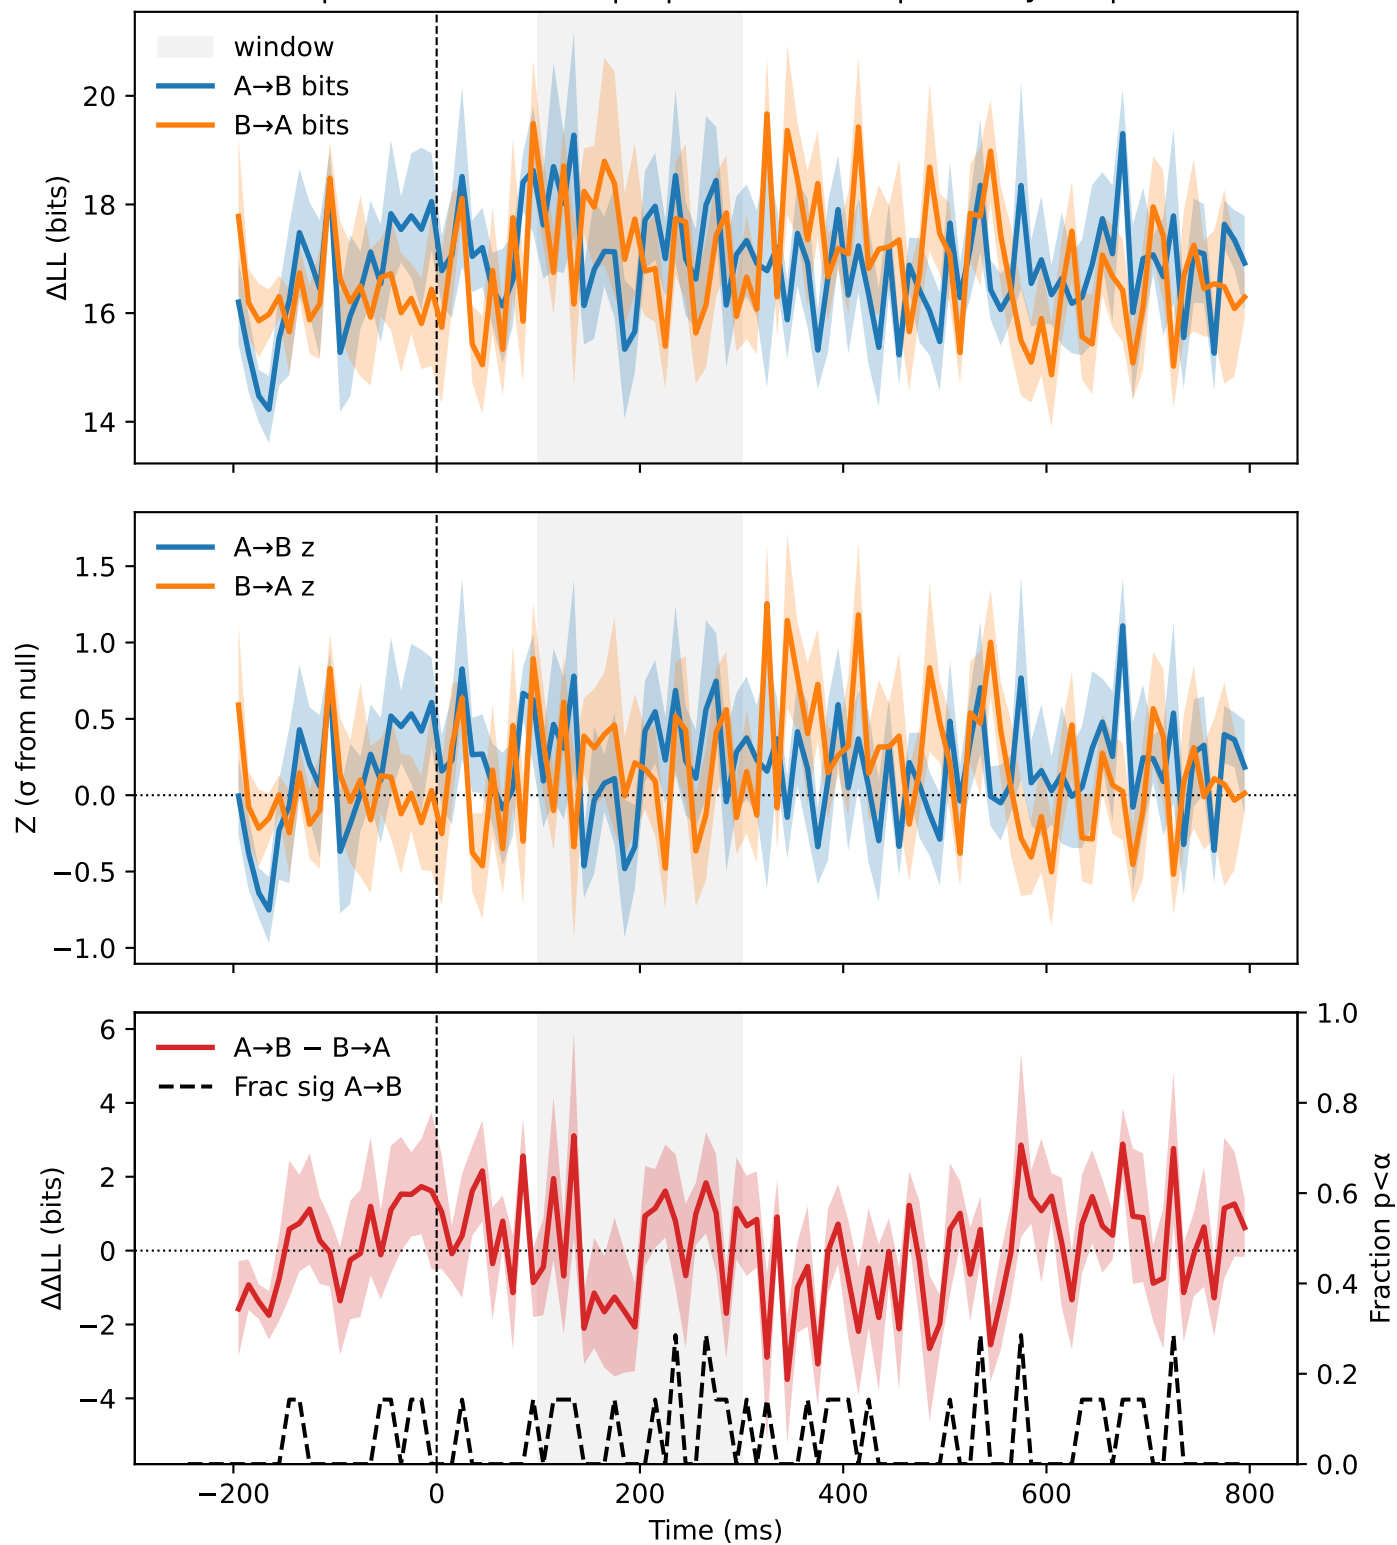 window
A→B bits
B→A bits
ΔLL (bits)
20
18
16
14
A→B z
B→A z
Z (σ from null)
1.5
1.0
0.5
0.0
−0.5
−1.0
A→B − B→A
Frac sig A→B
ΔΔLL (bits)
6
4
2
0
−2
−4
1.0
0.8
0.6
0.4
0.2
0.0
Fraction p<α
−200
0
200
400
600
800
Time (ms)